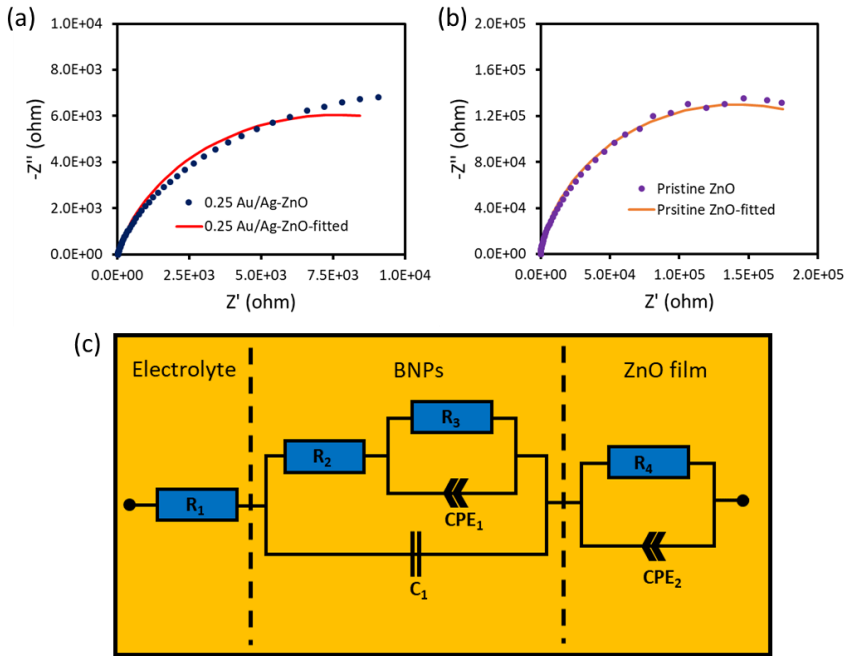 (a)
1.0E+04
8.0E+03
6.0E+03
4.0E+03
2.0E+03
0.0E+00
-Z'' (ohm)
0.25 Au/Ag-ZnO
0.25 Au/Ag-ZnO-fitted
0.0E+00 2.5E+03 5.0E+03 7.5E+03 1.0E+04
Z' (ohm)
(b)
2.0E+05
1.6E+05
1.2E+05
8.0E+04
4.0E+04
0.0E+00
-Z'' (ohm)
Pristine ZnO
Prsitine ZnO-fitted
0.0E+00 5.0E+04 1.0E+05 1.5E+05 2.0E+05
Z' (ohm)
(c)
Electrolyte BNPs ZnO film
R₃
R₂ R₄
R₁
CPE₁
CPE₂
C₁